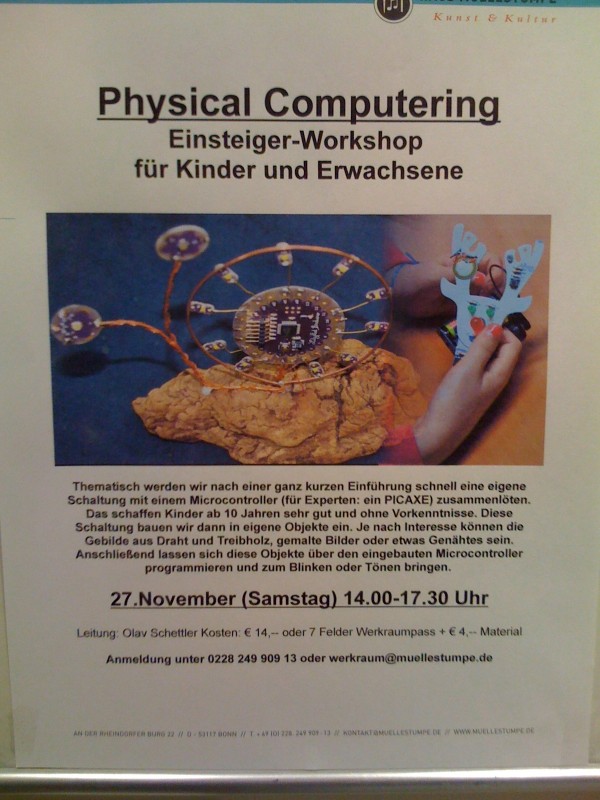 Kunst & Kultur
Physical Computering
Einsteiger-Workshop
für Kinder und Erwachsene
Thematisch werden wir nach einer ganz kurzen Einführung schnell eine eigene
Schaltung mit einem Microcontroller (für Experten: ein PICAXE) zusammenlöten.
Das schaffen Kinder ab 10 Jahren sehr gut und ohne Vorkenntnisse. Diese
Schaltung bauen wir dann in eigene Objekte ein. Je nach Interesse können die
Gebilde aus Draht und Treibholz, gemalte Bilder oder etwas Genähtes sein.
Anschließend lassen sich diese Objekte über den eingebauten Microcontroller
programmieren und zum Blinken oder Tönen bringen.
27.November (Samstag) 14.00-17.30 Uhr
Leitung: Olav Schettler Kosten: € 14,-- oder 7 Felder Werkraumpass + € 4,-- Material
Anmeldung unter 0228 249 909 13 oder werkraum@muellestumpe.de
AN DER RHEINDORFER BURG 22 // D - 53117 BONN // T +49 (0) 228. 249 909-13 // KONTAKT@MUELLESTUMPE.DE // WWW.MUELLESTUMPE.DE